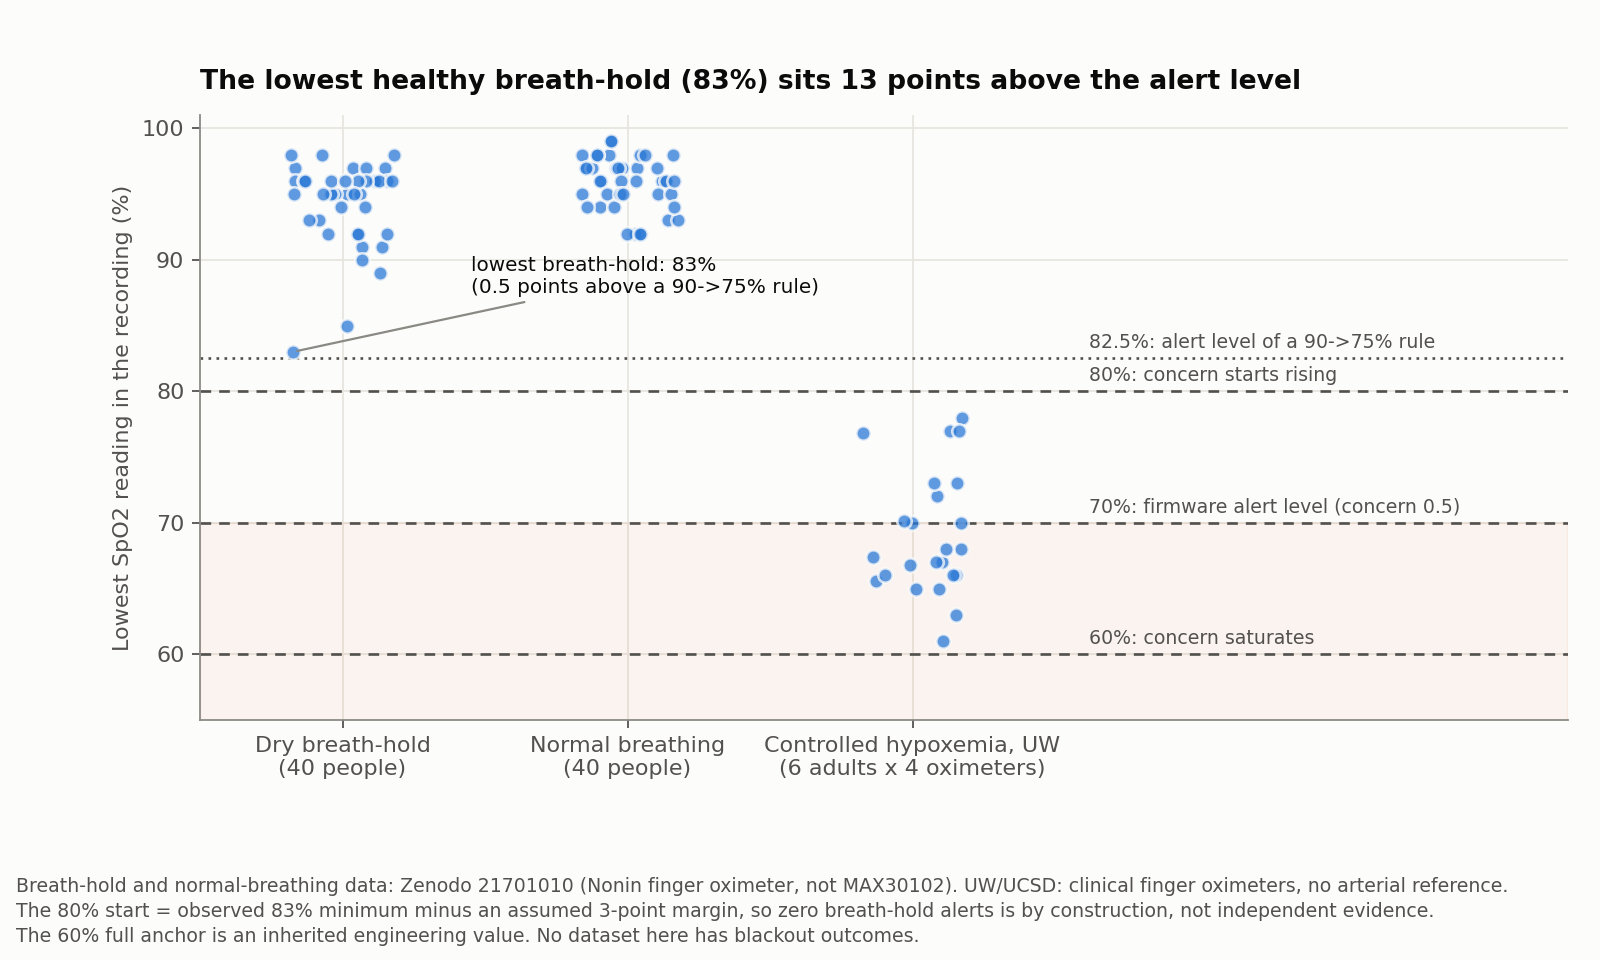 The lowest healthy breath-hold (83%) sits 13 points above the alert level
Lowest SpO2 reading in the recording (%)
100
90
80
70
60
lowest breath-hold: 83%
(0.5 points above a 90->75% rule)
82.5%: alert level of a 90->75% rule
80%: concern starts rising
70%: firmware alert level (concern 0.5)
60%: concern saturates
Dry breath-hold
(40 people)
Normal breathing
(40 people)
Controlled hypoxemia, UW
(6 adults x 4 oximeters)
Breath-hold and normal-breathing data: Zenodo 21701010 (Nonin finger oximeter, not MAX30102). UW/UCSD: clinical finger oximeters, no arterial reference.
The 80% start = observed 83% minimum minus an assumed 3-point margin, so zero breath-hold alerts is by construction, not independent evidence.
The 60% full anchor is an inherited engineering value. No dataset here has blackout outcomes.